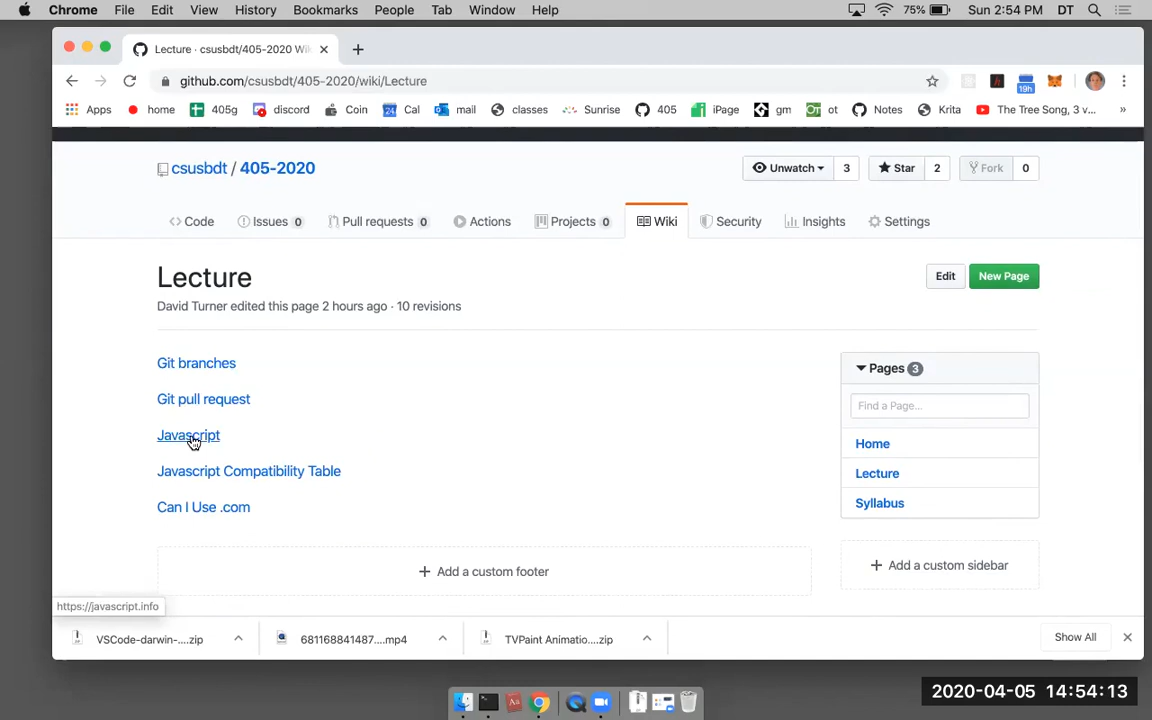 Chrome File Edit View History Bookmarks People Tab Window Help 75% Sun 2:54 PM DT
Lecture · csusbdt/405-2020 Wi
github.com/csusbdt/405-2020/wiki/Lecture
Apps home 405g discord 24 Cal mail classes Coin Sunrise 405 iPage gm ot Notes Krita The Tree Song, 3 v... »
19h
csusbdt / 405-2020 Unwatch 3 Star 2 Fork 0
Code Issues 0 Pull requests 0 Actions Projects 0 Wiki Security Insights Settings
Lecture Edit New Page
David Turner edited this page 2 hours ago · 10 revisions
Git branches
Git pull request
Javascript
Javascript Compatibility Table
Can I Use .com
+ Add a custom footer
Pages 3
Find a Page...
Home
Lecture
Syllabus
+ Add a custom sidebar
https://javascript.info
VSCode-darwin-....zip 681168841487....mp4 TVPaint Animatio....zip Show All
2020-04-05 14:54:13